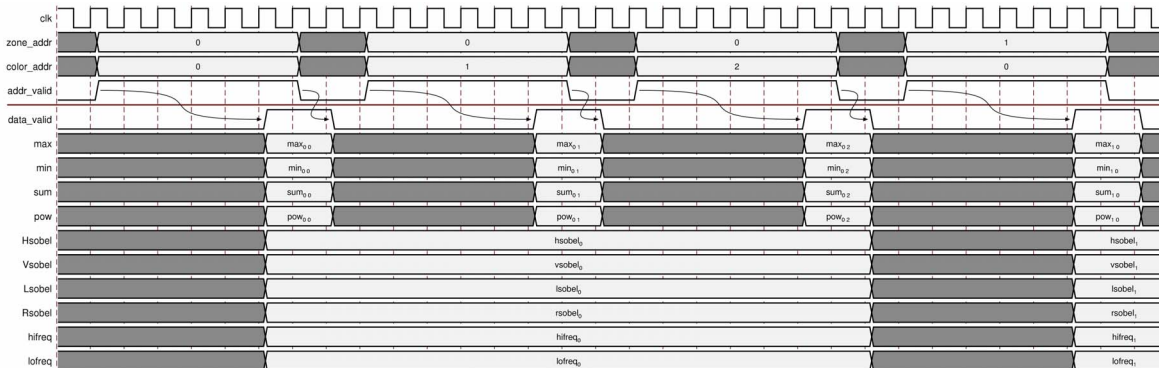 clk
zone_addr 0 0 0 1
color_addr 0 1 2 0
addr_valid
data_valid
max max0 0 max0 1 max0 2 max1 0
min min0 0 min0 1 min0 2 min1 0
sum sum0 0 sum0 1 sum0 2 sum1 0
pow pow0 0 pow0 1 pow0 2 pow1 0
Hsobel hsobel0 hsobel1
Vsobel vsobel0 vsobel1
Lsobel lsobel0 lsobel1
Rsobel rsobel0 rsobel1
hifreq hifreq0 hifreq1
lofreq lofreq0 lofreq1